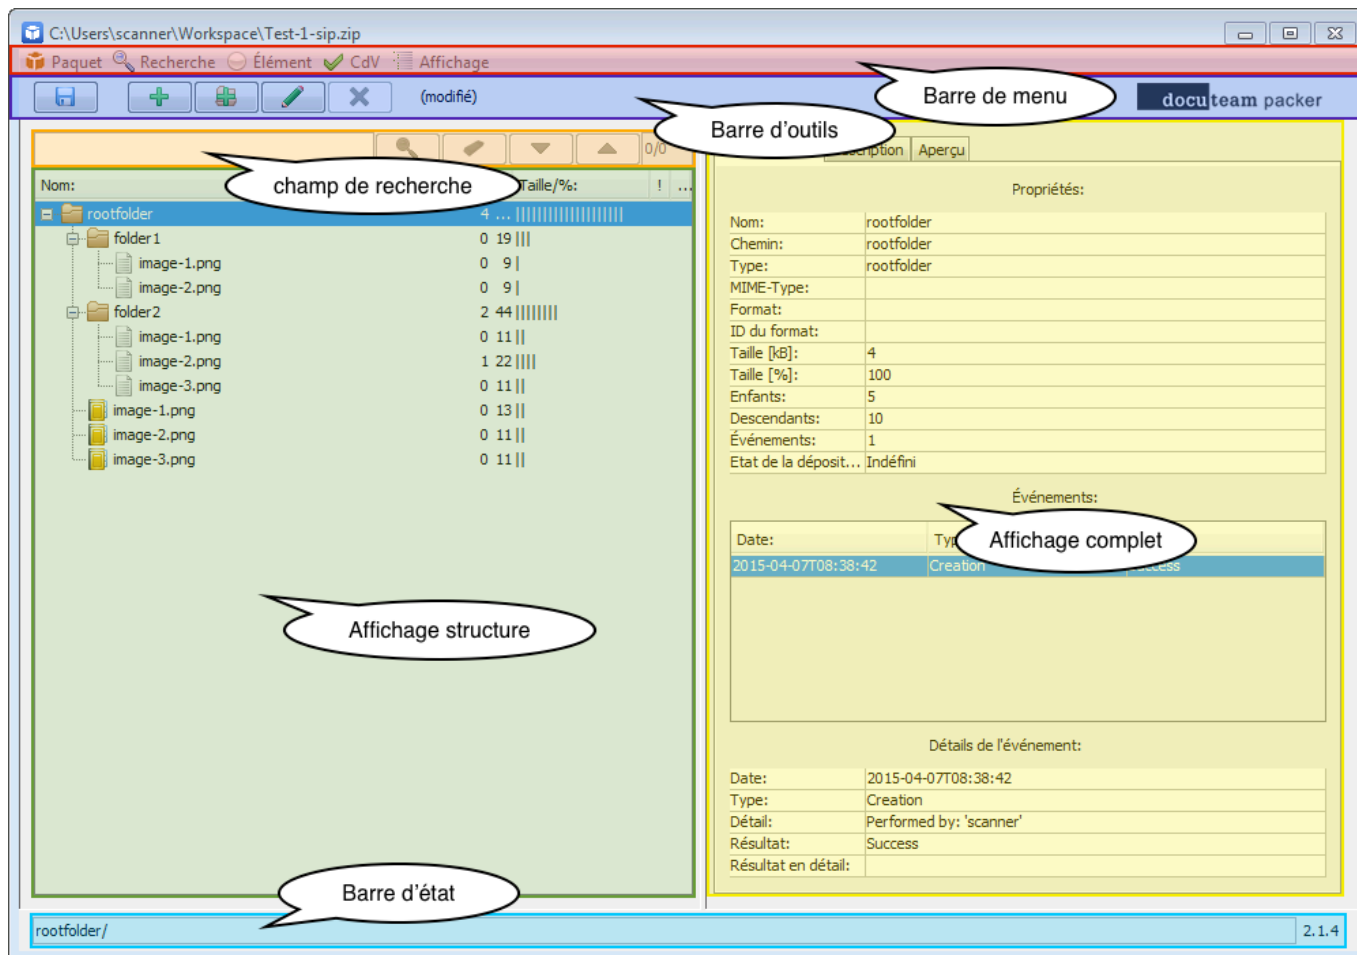 C:\Users\scanner\Workspace\Test-1-sip.zip
Paquet Recherche Élément CdV Affichage
Barre de menu
(modifié)
docuteam packer
Barre d'outils
0/0
Aperçu
champ de recherche
Nom: Taille/%: ! ...
Propriétés:
rootfolder 4 ...
folder1 0 19
image-1.png 0 9
image-2.png 0 9
folder2 2 44
image-1.png 0 11
image-2.png 1 22
image-3.png 0 11
image-1.png 0 13
image-2.png 0 11
image-3.png 0 11
Nom: rootfolder
Chemin: rootfolder
Type: rootfolder
MIME-Type:
Format:
ID du format:
Taille [kB]: 4
Taille [%]: 100
Enfants: 5
Descendants: 10
Événements: 1
Etat de la déposit... Indéfini
Événements:
Date:
Affichage complet
2015-04-07T08:38:42 Creation
Affichage structure
Détails de l'événement:
Date: 2015-04-07T08:38:42
Type: Creation
Détail: Performed by: 'scanner'
Résultat: Success
Résultat en détail:
Barre d'état
rootfolder/ 2.1.4